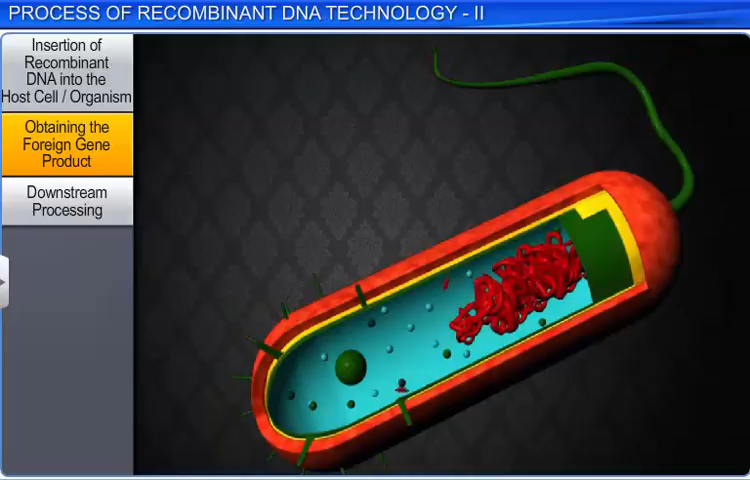 PROCESS OF RECOMBINANT DNA TECHNOLOGY - II
Insertion of
Recombinant
DNA into the
Host Cell / Organism
Obtaining the
Foreign Gene
Product
Downstream
Processing